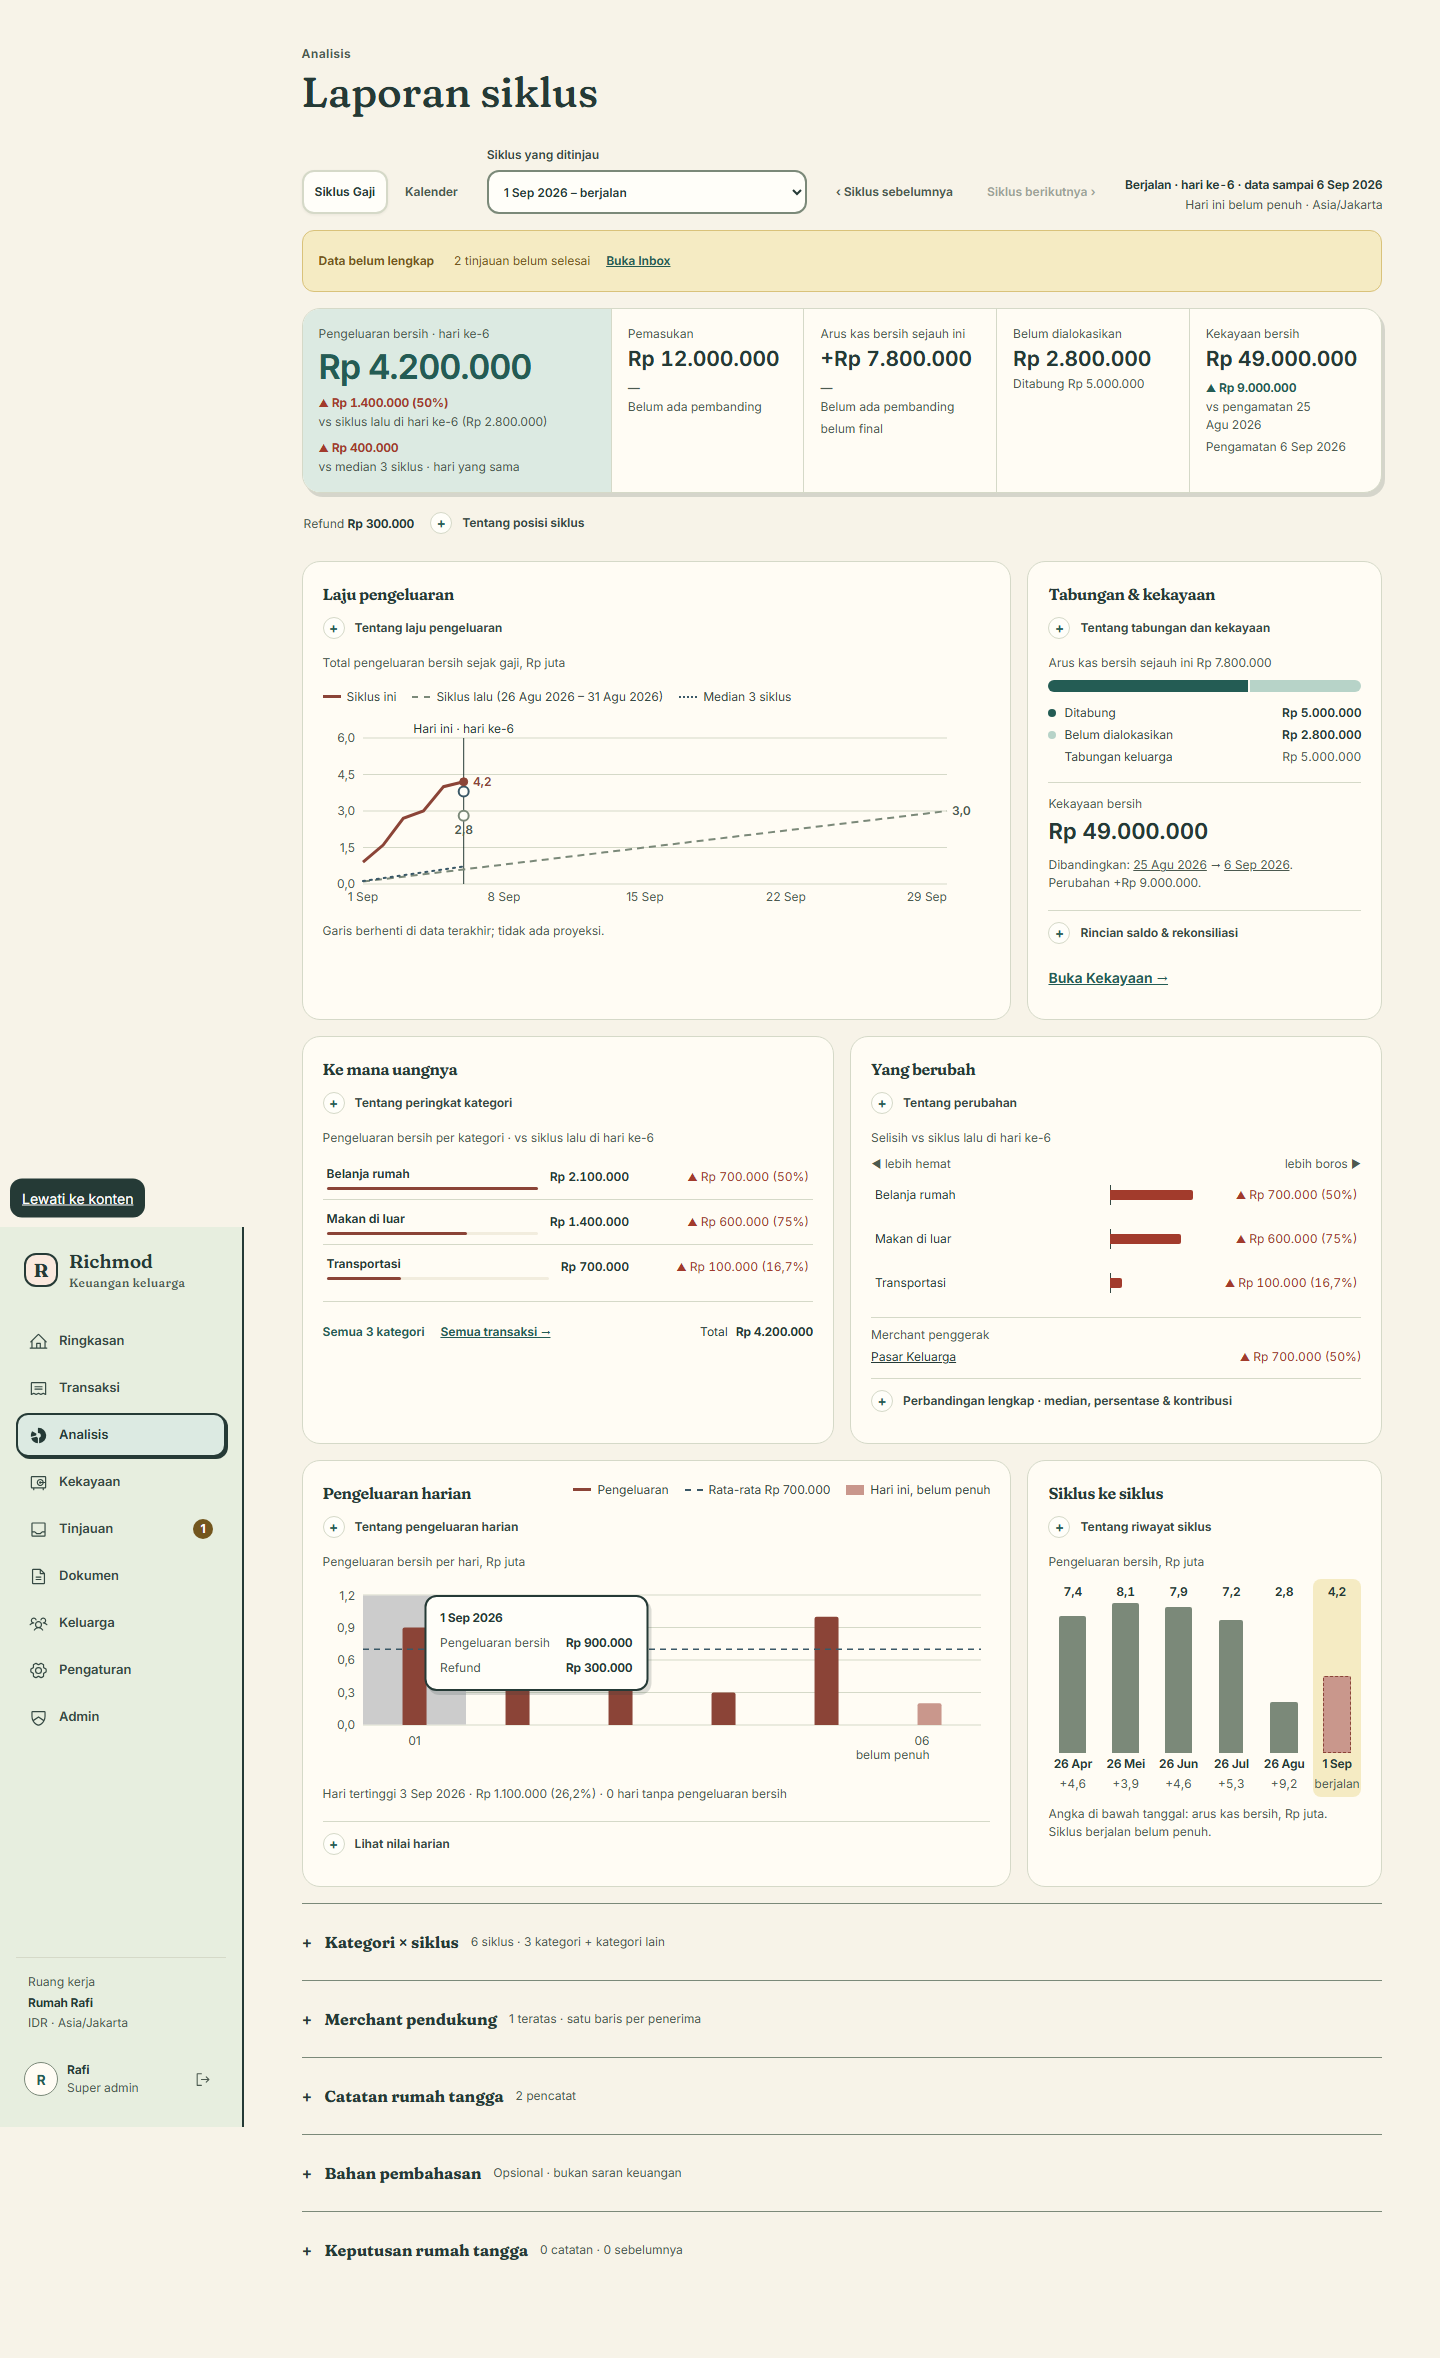 Analisis
Laporan siklus
Siklus yang ditinjau
Siklus Gaji
Kalender
1 Sep 2026 – berjalan
‹ Siklus sebelumnya
Siklus berikutnya ›
Berjalan · hari ke-6 · data sampai 6 Sep 2026
Hari ini belum penuh · Asia/Jakarta
Data belum lengkap 2 tinjauan belum selesai Buka Inbox
Pengeluaran bersih · hari ke-6
Rp 4.200.000
▲ Rp 1.400.000 (50%)
vs siklus lalu di hari ke-6 (Rp 2.800.000)
▲ Rp 400.000
vs median 3 siklus · hari yang sama
Pemasukan
Rp 12.000.000
—
Belum ada pembanding
Arus kas bersih sejauh ini
+Rp 7.800.000
—
Belum ada pembanding
belum final
Belum dialokasikan
Rp 2.800.000
Ditabung Rp 5.000.000
Kekayaan bersih
Rp 49.000.000
▲ Rp 9.000.000
vs pengamatan 25
Agu 2026
Pengamatan 6 Sep 2026
Refund Rp 300.000 + Tentang posisi siklus
Laju pengeluaran
+ Tentang laju pengeluaran
Total pengeluaran bersih sejak gaji, Rp juta
Siklus ini Siklus lalu (26 Agu 2026 – 31 Agu 2026) Median 3 siklus
Hari ini · hari ke-6
6,0
4,5
3,0
1,5
0,0
4,2
2,8
3,0
1 Sep 8 Sep 15 Sep 22 Sep 29 Sep
Garis berhenti di data terakhir; tidak ada proyeksi.
Tabungan & kekayaan
+ Tentang tabungan dan kekayaan
Arus kas bersih sejauh ini Rp 7.800.000
Ditabung Rp 5.000.000
Belum dialokasikan Rp 2.800.000
Tabungan keluarga Rp 5.000.000
Kekayaan bersih
Rp 49.000.000
Dibandingkan: 25 Agu 2026 → 6 Sep 2026.
Perubahan +Rp 9.000.000.
+ Rincian saldo & rekonsiliasi
Buka Kekayaan →
Ke mana uangnya
+ Tentang peringkat kategori
Pengeluaran bersih per kategori · vs siklus lalu di hari ke-6
Belanja rumah Rp 2.100.000 ▲ Rp 700.000 (50%)
Makan di luar Rp 1.400.000 ▲ Rp 600.000 (75%)
Transportasi Rp 700.000 ▲ Rp 100.000 (16,7%)
Semua 3 kategori Semua transaksi → Total Rp 4.200.000
Yang berubah
+ Tentang perubahan
Selisih vs siklus lalu di hari ke-6
◀ lebih hemat lebih boros ▶
Belanja rumah ▲ Rp 700.000 (50%)
Makan di luar ▲ Rp 600.000 (75%)
Transportasi ▲ Rp 100.000 (16,7%)
Merchant penggerak
Pasar Keluarga ▲ Rp 700.000 (50%)
+ Perbandingan lengkap · median, persentase & kontribusi
Lewati ke konten
R Richmod
Keuangan keluarga
Ringkasan
Transaksi
Analisis
Kekayaan
Tinjauan 1
Dokumen
Keluarga
Pengaturan
Admin
Ruang kerja
Rumah Rafi
IDR · Asia/Jakarta
R
Rafi
Super admin
Pengeluaran harian
Pengeluaran Rata-rata Rp 700.000 Hari ini, belum penuh
+ Tentang pengeluaran harian
Pengeluaran bersih per hari, Rp juta
1,2
0,9
0,6
0,3
0,0
1 Sep 2026
Pengeluaran bersih Rp 900.000
Refund Rp 300.000
01 06
belum penuh
Hari tertinggi 3 Sep 2026 · Rp 1.100.000 (26,2%) · 0 hari tanpa pengeluaran bersih
+ Lihat nilai harian
Siklus ke siklus
+ Tentang riwayat siklus
Pengeluaran bersih, Rp juta
7,4 8,1 7,9 7,2 2,8 4,2
26 Apr 26 Mei 26 Jun 26 Jul 26 Agu 1 Sep
+4,6 +3,9 +4,6 +5,3 +9,2 berjalan
Angka di bawah tanggal: arus kas bersih, Rp juta.
Siklus berjalan belum penuh.
+ Kategori × siklus 6 siklus · 3 kategori + kategori lain
+ Merchant pendukung 1 teratas · satu baris per penerima
+ Catatan rumah tangga 2 pencatat
+ Bahan pembahasan Opsional · bukan saran keuangan
+ Keputusan rumah tangga 0 catatan · 0 sebelumnya